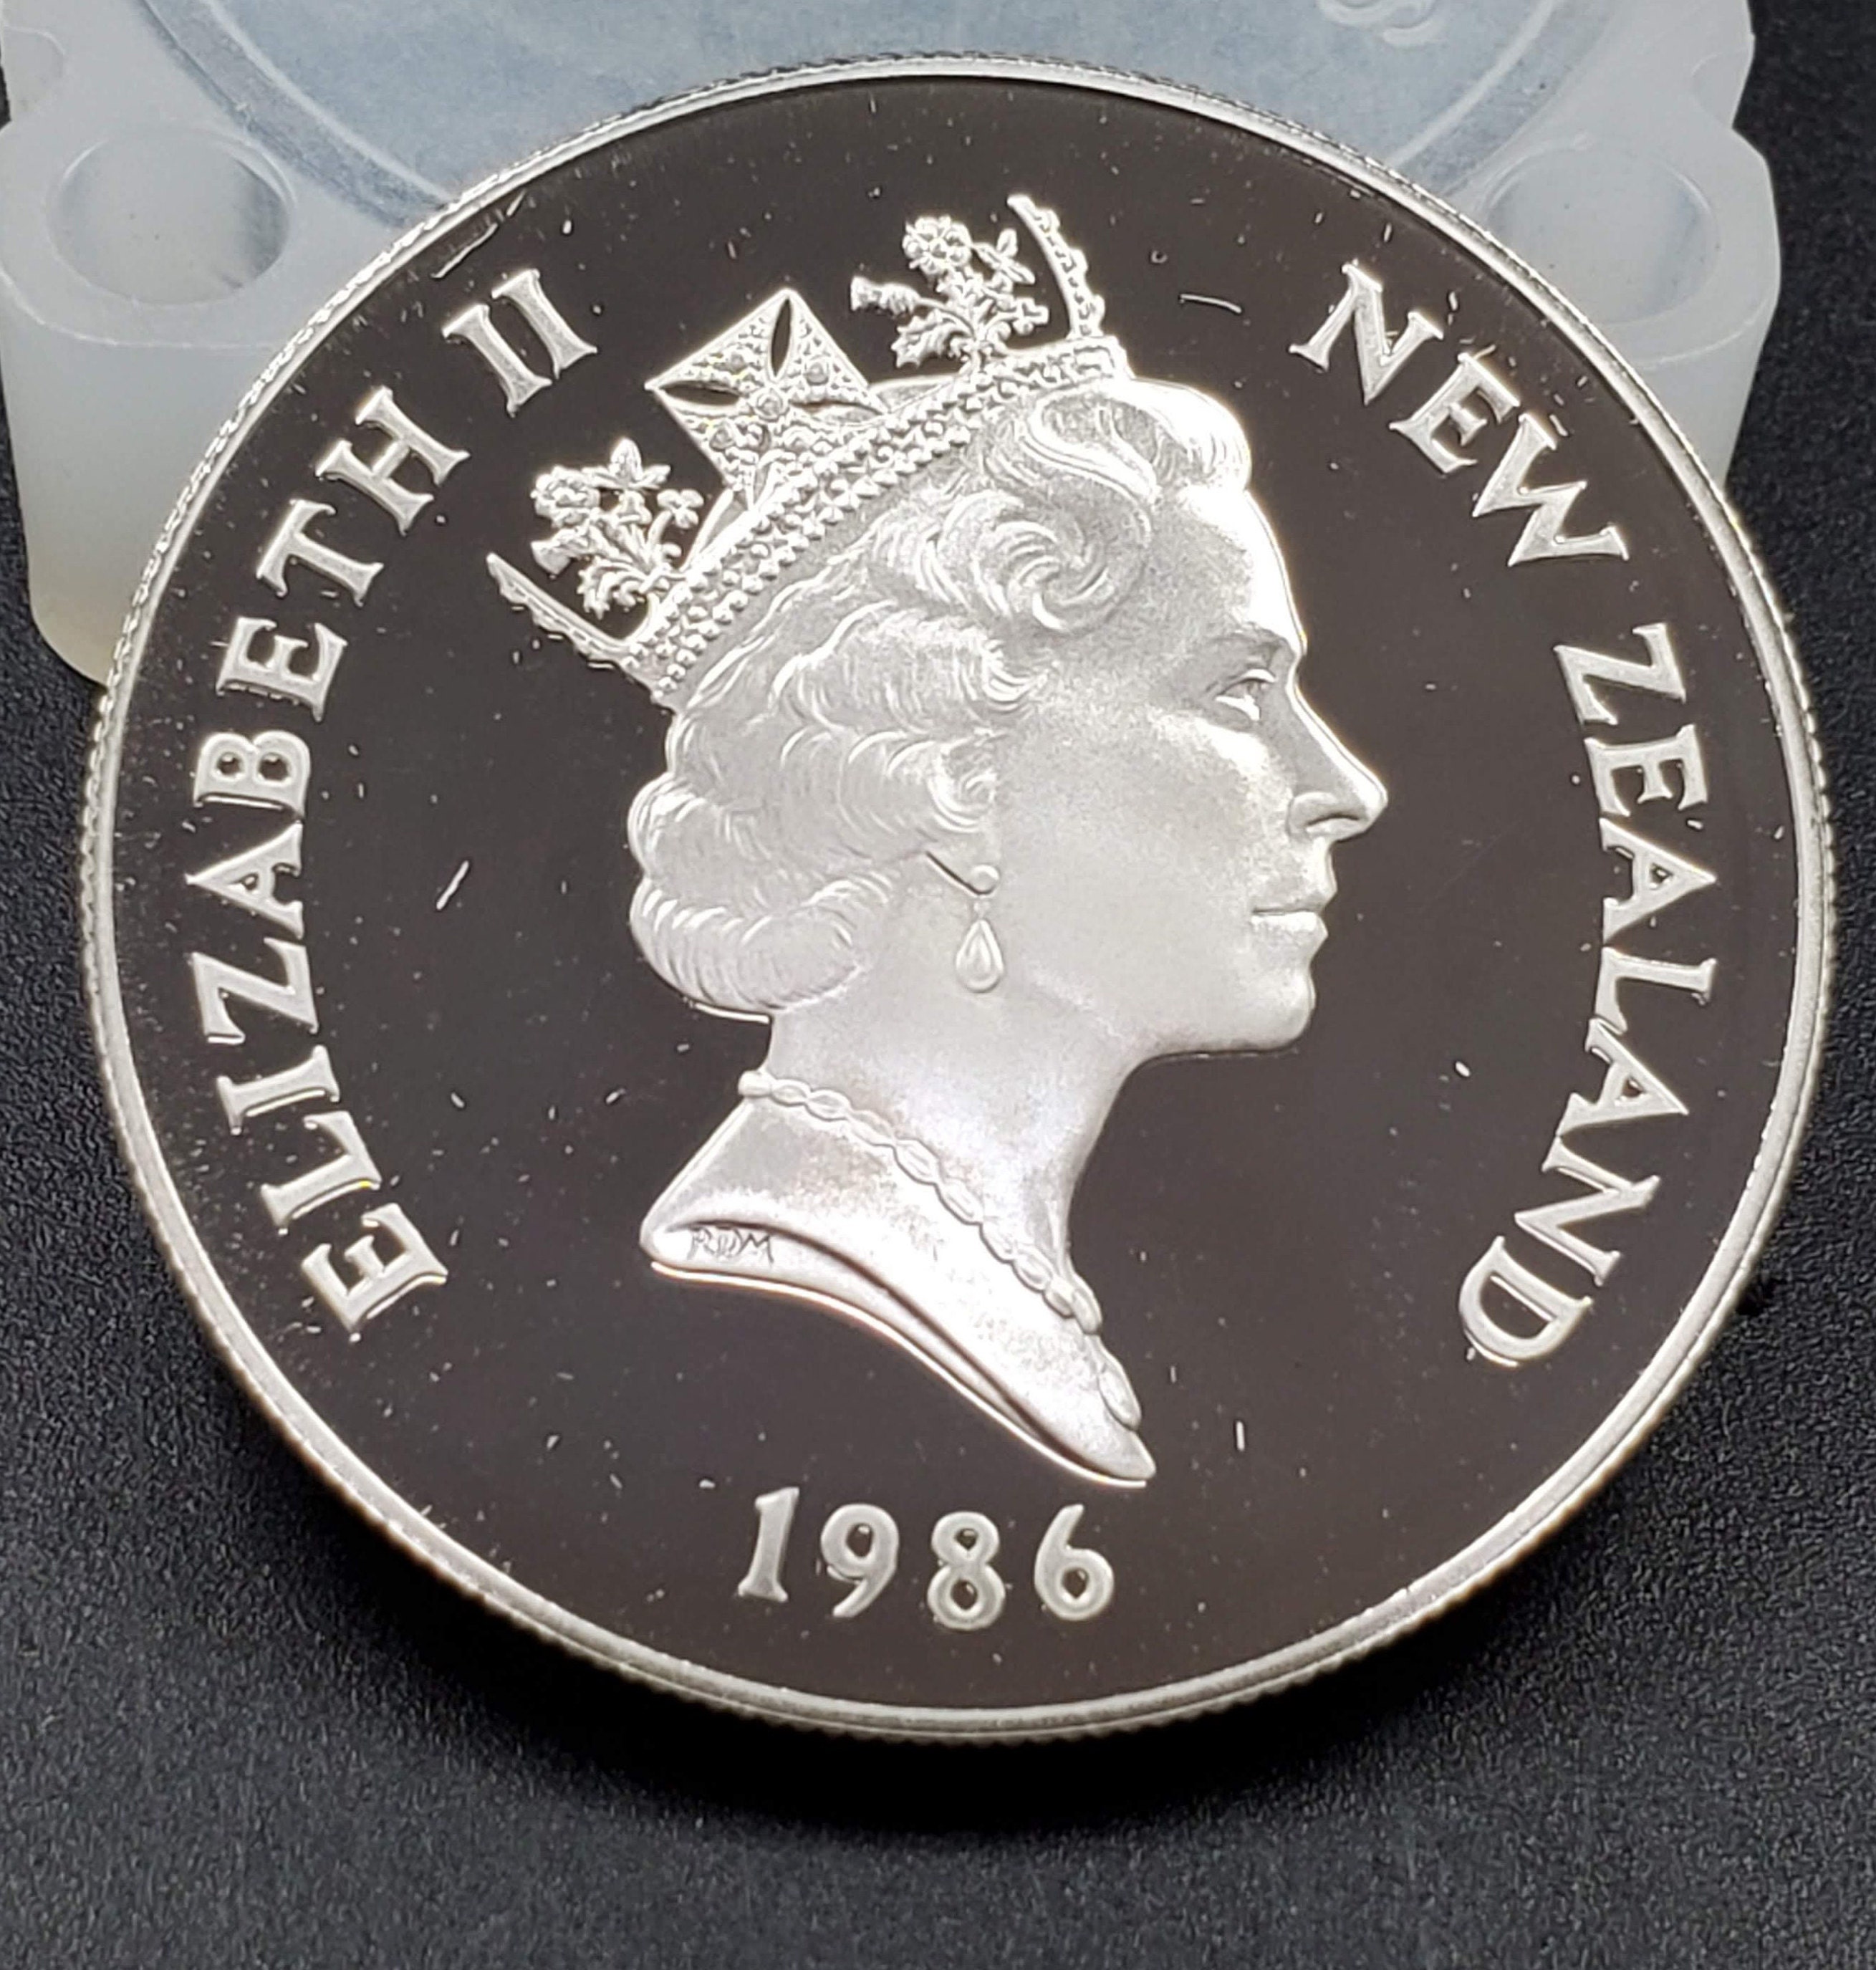 ELIZABETH II
NEW ZEALAND
RDM
1986